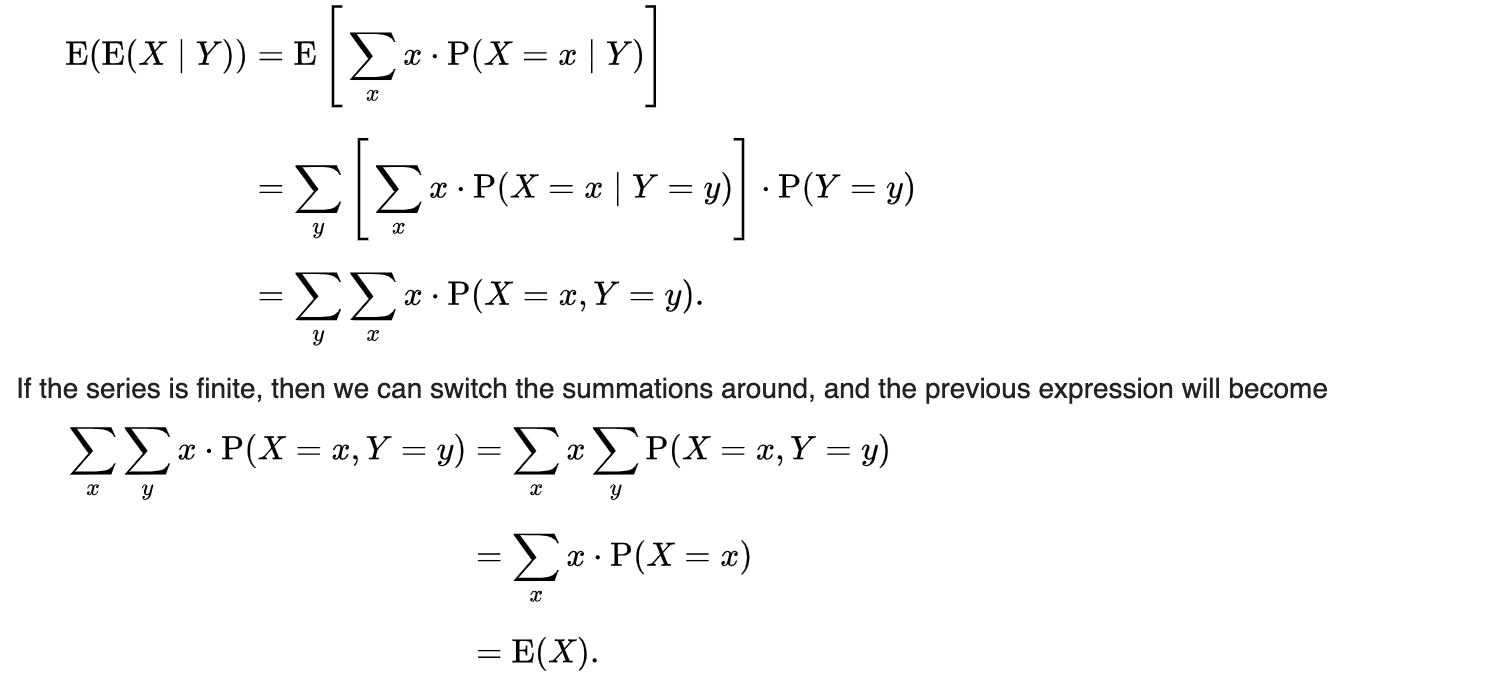 E(E(X | Y)) = E [ ∑_x x · P(X = x | Y) ]
= ∑_y [ ∑_x x · P(X = x | Y = y) ] · P(Y = y)
= ∑_y ∑_x x · P(X = x, Y = y).
If the series is finite, then we can switch the summations around, and the previous expression will become
∑_x ∑_y x · P(X = x, Y = y) = ∑_x x ∑_y P(X = x, Y = y)
= ∑_x x · P(X = x)
= E(X).